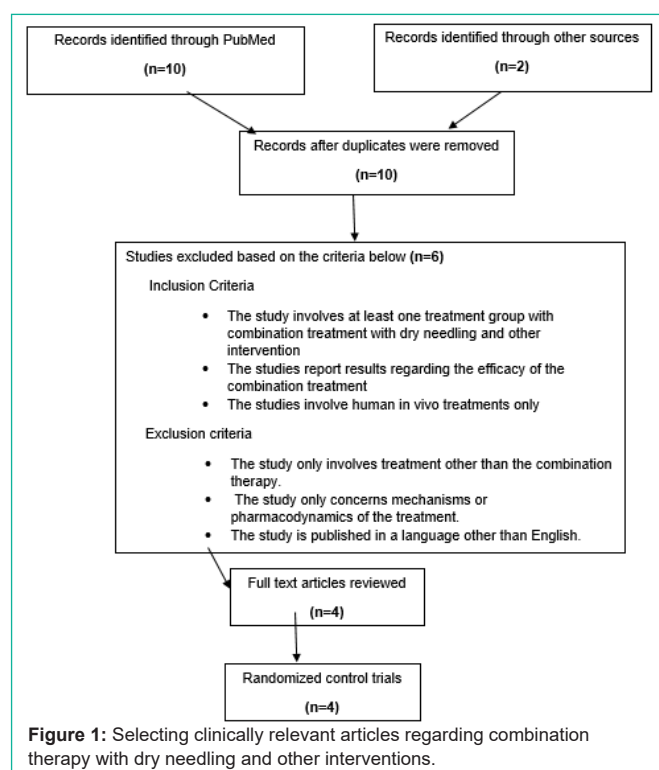 Records identified through PubMed
(n=10)
Records identified through other sources
(n=2)
Records after duplicates were removed
(n=10)
Studies excluded based on the criteria below (n=6)
Inclusion Criteria
• The study involves at least one treatment group with
combination treatment with dry needling and other
intervention
• The studies report results regarding the efficacy of the
combination treatment
• The studies involve human in vivo treatments only
Exclusion criteria
• The study only involves treatment other than the combination
therapy.
• The study only concerns mechanisms or
pharmacodynamics of the treatment.
• The study is published in a language other than English.
Full text articles reviewed
(n=4)
Randomized control trials
(n=4)
Figure 1: Selecting clinically relevant articles regarding combination
therapy with dry needling and other interventions.